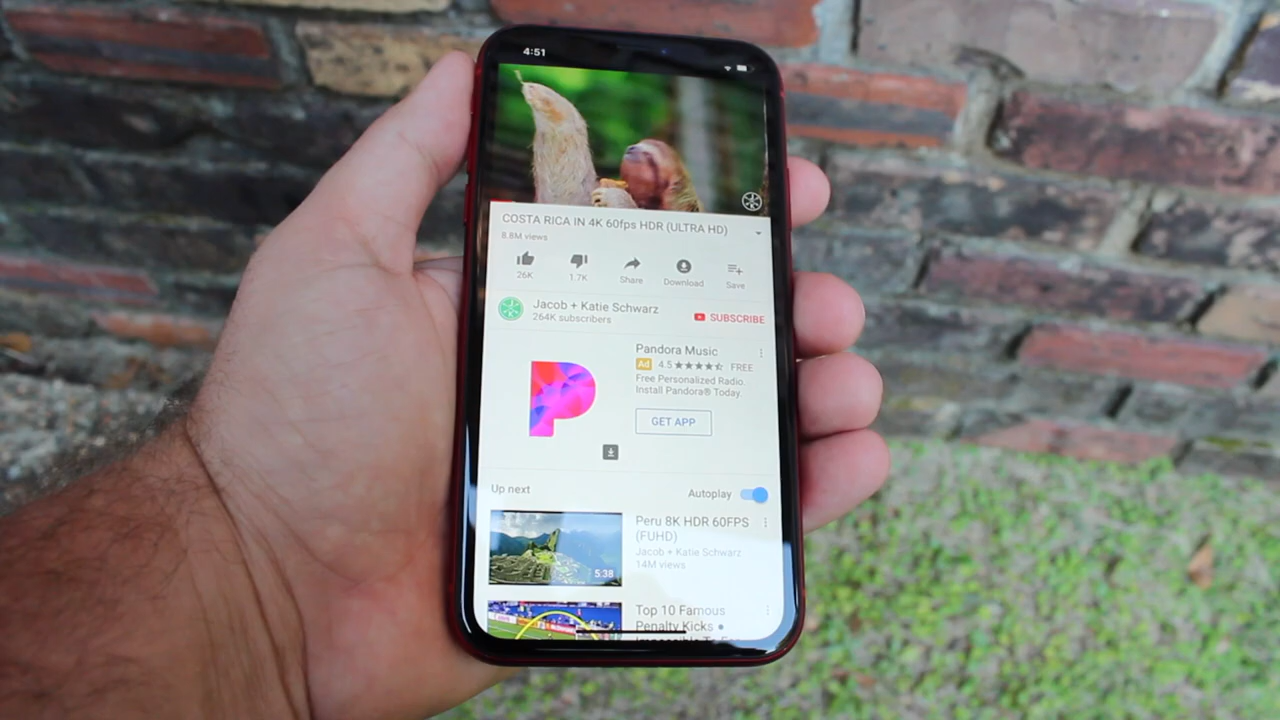 4:51
COSTA RICA IN 4K 60fps HDR (ULTRA HD)
8.8M views
26K
1.7K
Share
Download
Save
Jacob + Katie Schwarz
264K subscribers
SUBSCRIBE
Pandora Music
Ad 4.5 FREE
Free Personalized Radio.
Install Pandora® Today.
GET APP
Up next
Autoplay
Peru 8K HDR 60FPS
(FUHD)
Jacob + Katie Schwarz
14M views
5:38
Top 10 Famous
Penalty Kicks ●
Impossible To